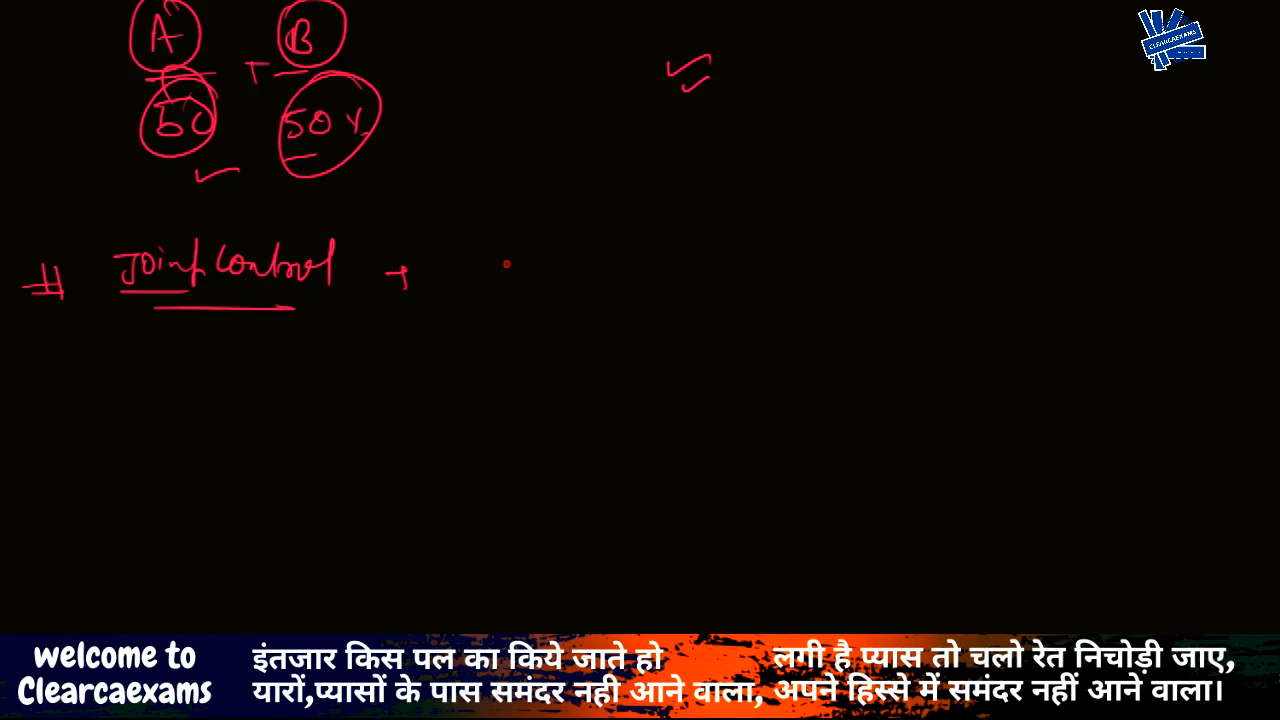 A + B
50 50%
CLEARCAEXAMS
# Joint Control +
welcome to
Clearcaexams
इंतजार किस पल का किये जाते हो
यारों,प्यासों के पास समंदर नही आने वाला,
लगी है प्यास तो चलो रेत निचोड़ी जाए,
अपने हिस्से में समंदर नहीं आने वाला।